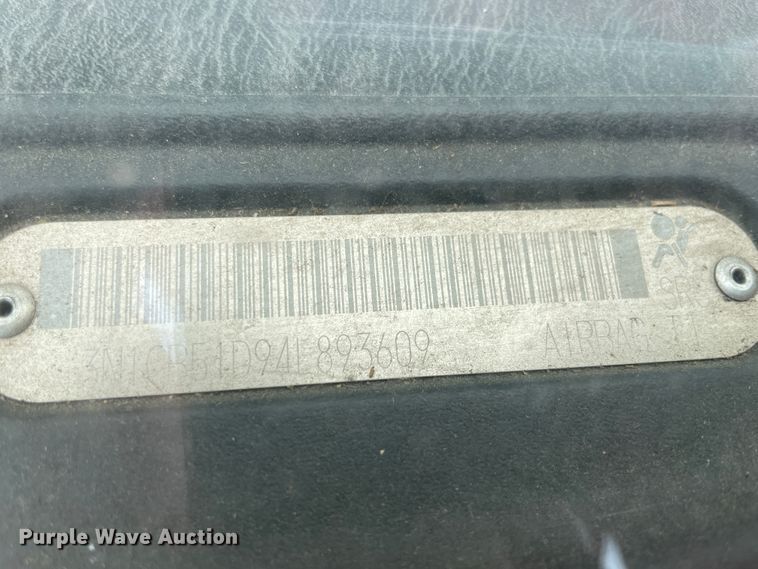 3N1CB51D94L893609 AIRBAG
Purple Wave Auction